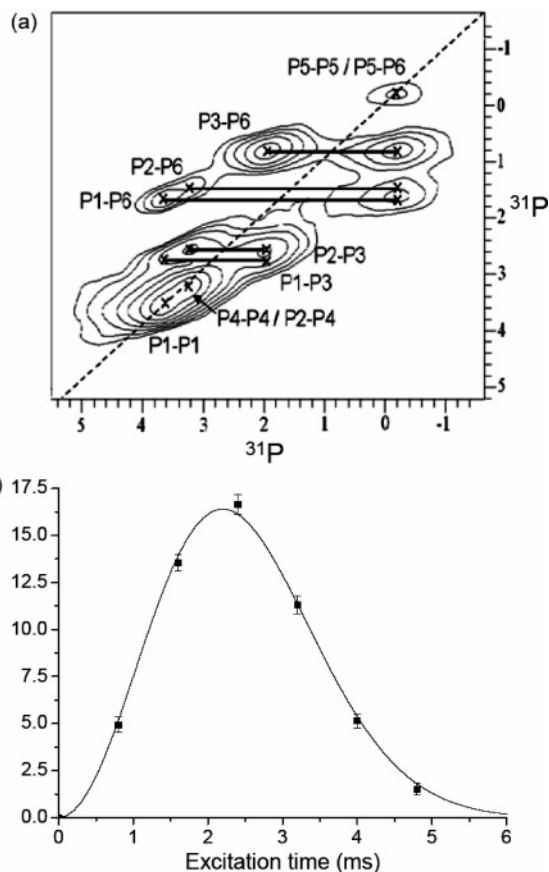 (a)
P5-P5 / P5-P6
P3-P6
P2-P6
P1-P6
P2-P3
P1-P3
P4-P4 / P2-P4
P1-P1
-1
0
1
2
3
4
5
³¹P
5 4 3 2 1 0 -1
³¹P
)
17.5
15.0
12.5
10.0
7.5
5.0
2.5
0.0
0 1 2 3 4 5 6
Excitation time (ms)